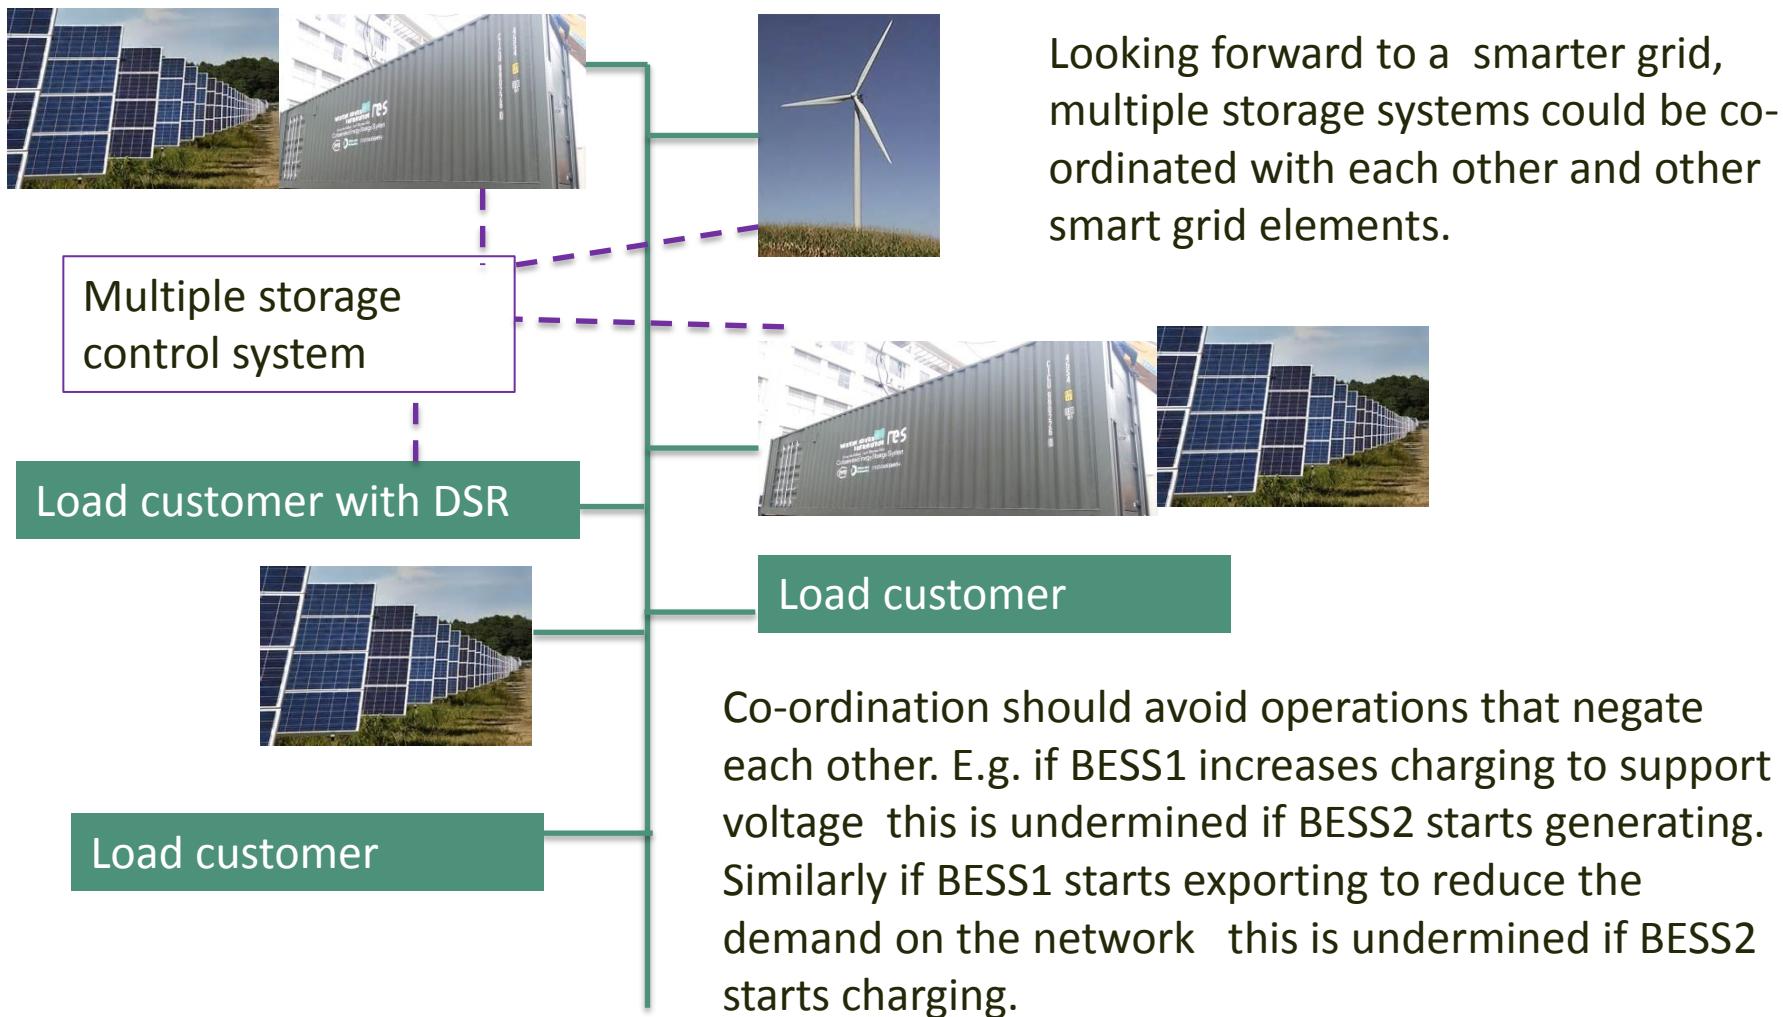 Looking forward to a  smarter grid,
multiple storage systems could be co-
ordinated with each other and other
smart grid elements.
res
Multiple storage
control system
res
Load customer with DSR
Load customer
Co-ordination should avoid operations that negate
each other. E.g. if BESS1 increases charging to support
voltage  this is undermined if BESS2 starts generating.
Similarly if BESS1 starts exporting to reduce the
demand on the network   this is undermined if BESS2
starts charging.
Load customer